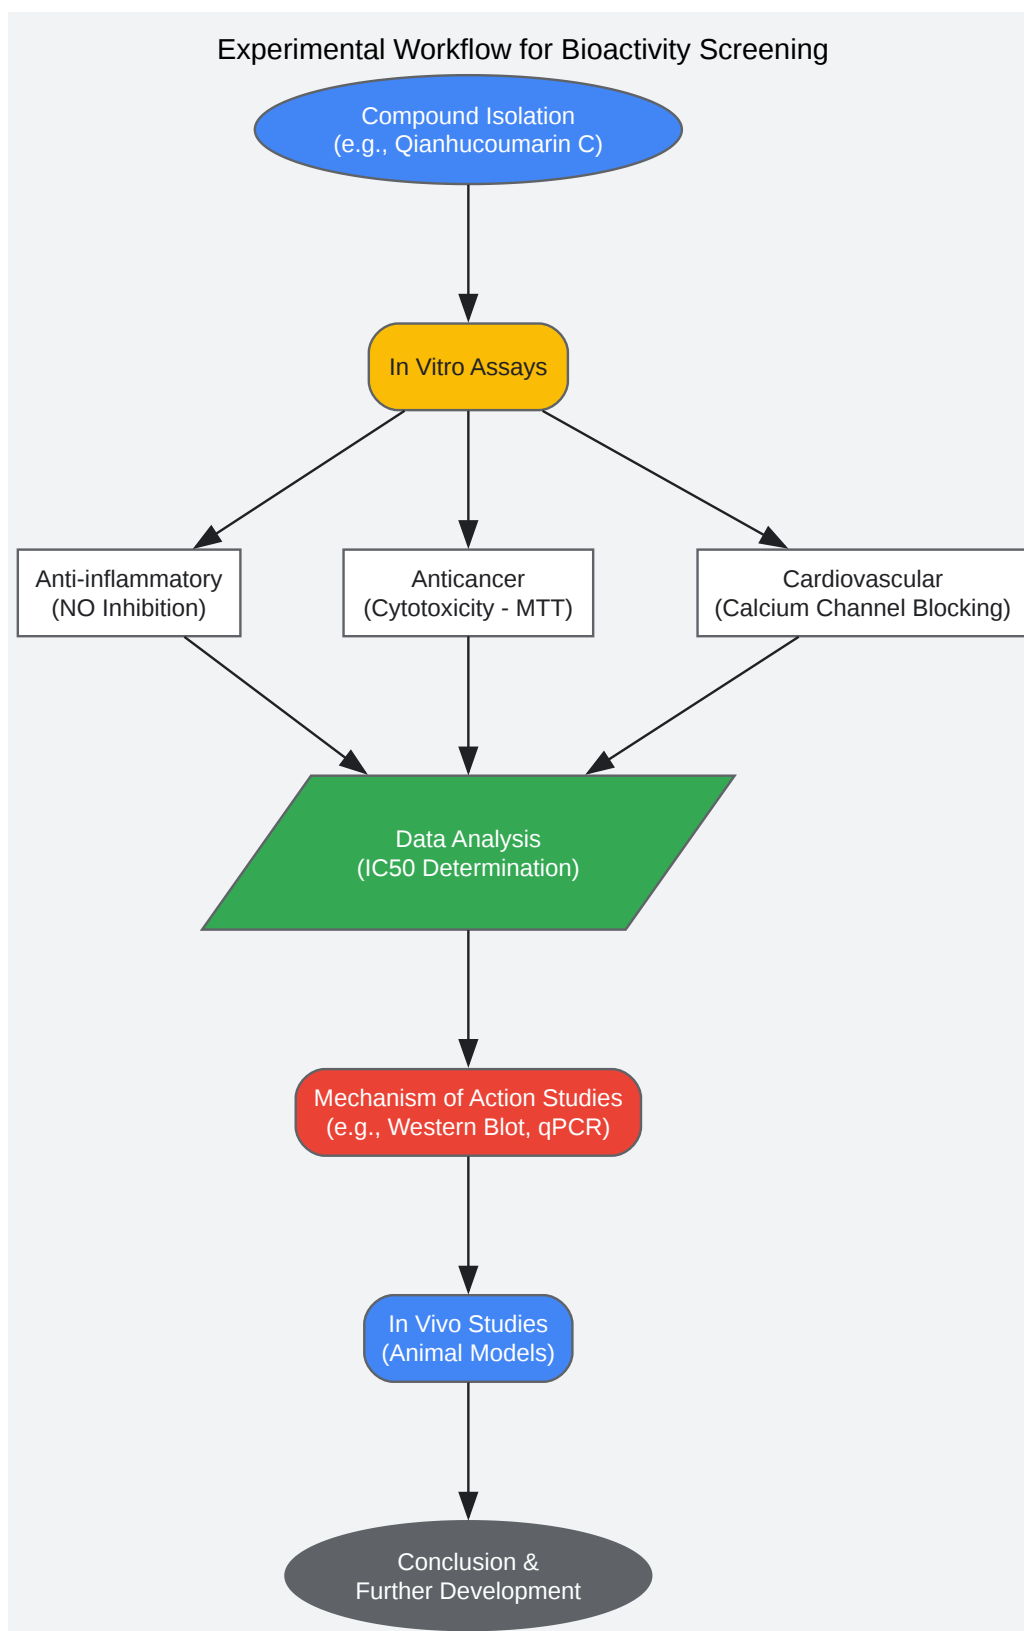 Experimental Workflow for Bioactivity Screening
Compound Isolation
(e.g., Qianhucoumarin C)
In Vitro Assays
Anti-inflammatory
(NO Inhibition)
Anticancer
(Cytotoxicity - MTT)
Cardiovascular
(Calcium Channel Blocking)
Data Analysis
(IC50 Determination)
Mechanism of Action Studies
(e.g., Western Blot, qPCR)
In Vivo Studies
(Animal Models)
Conclusion &
Further Development